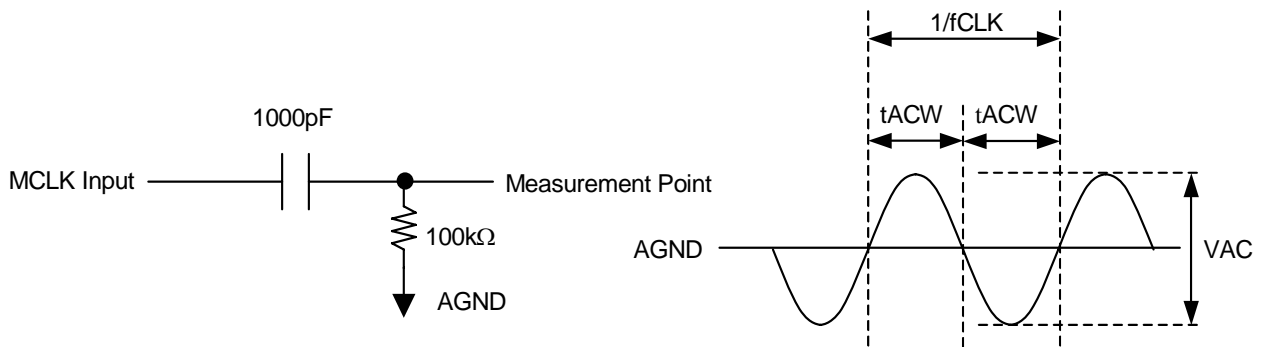 1/fCLK
tACW
tACW
1000pF
MCLK Input
Measurement Point
100kΩ
AGND
AGND
VAC